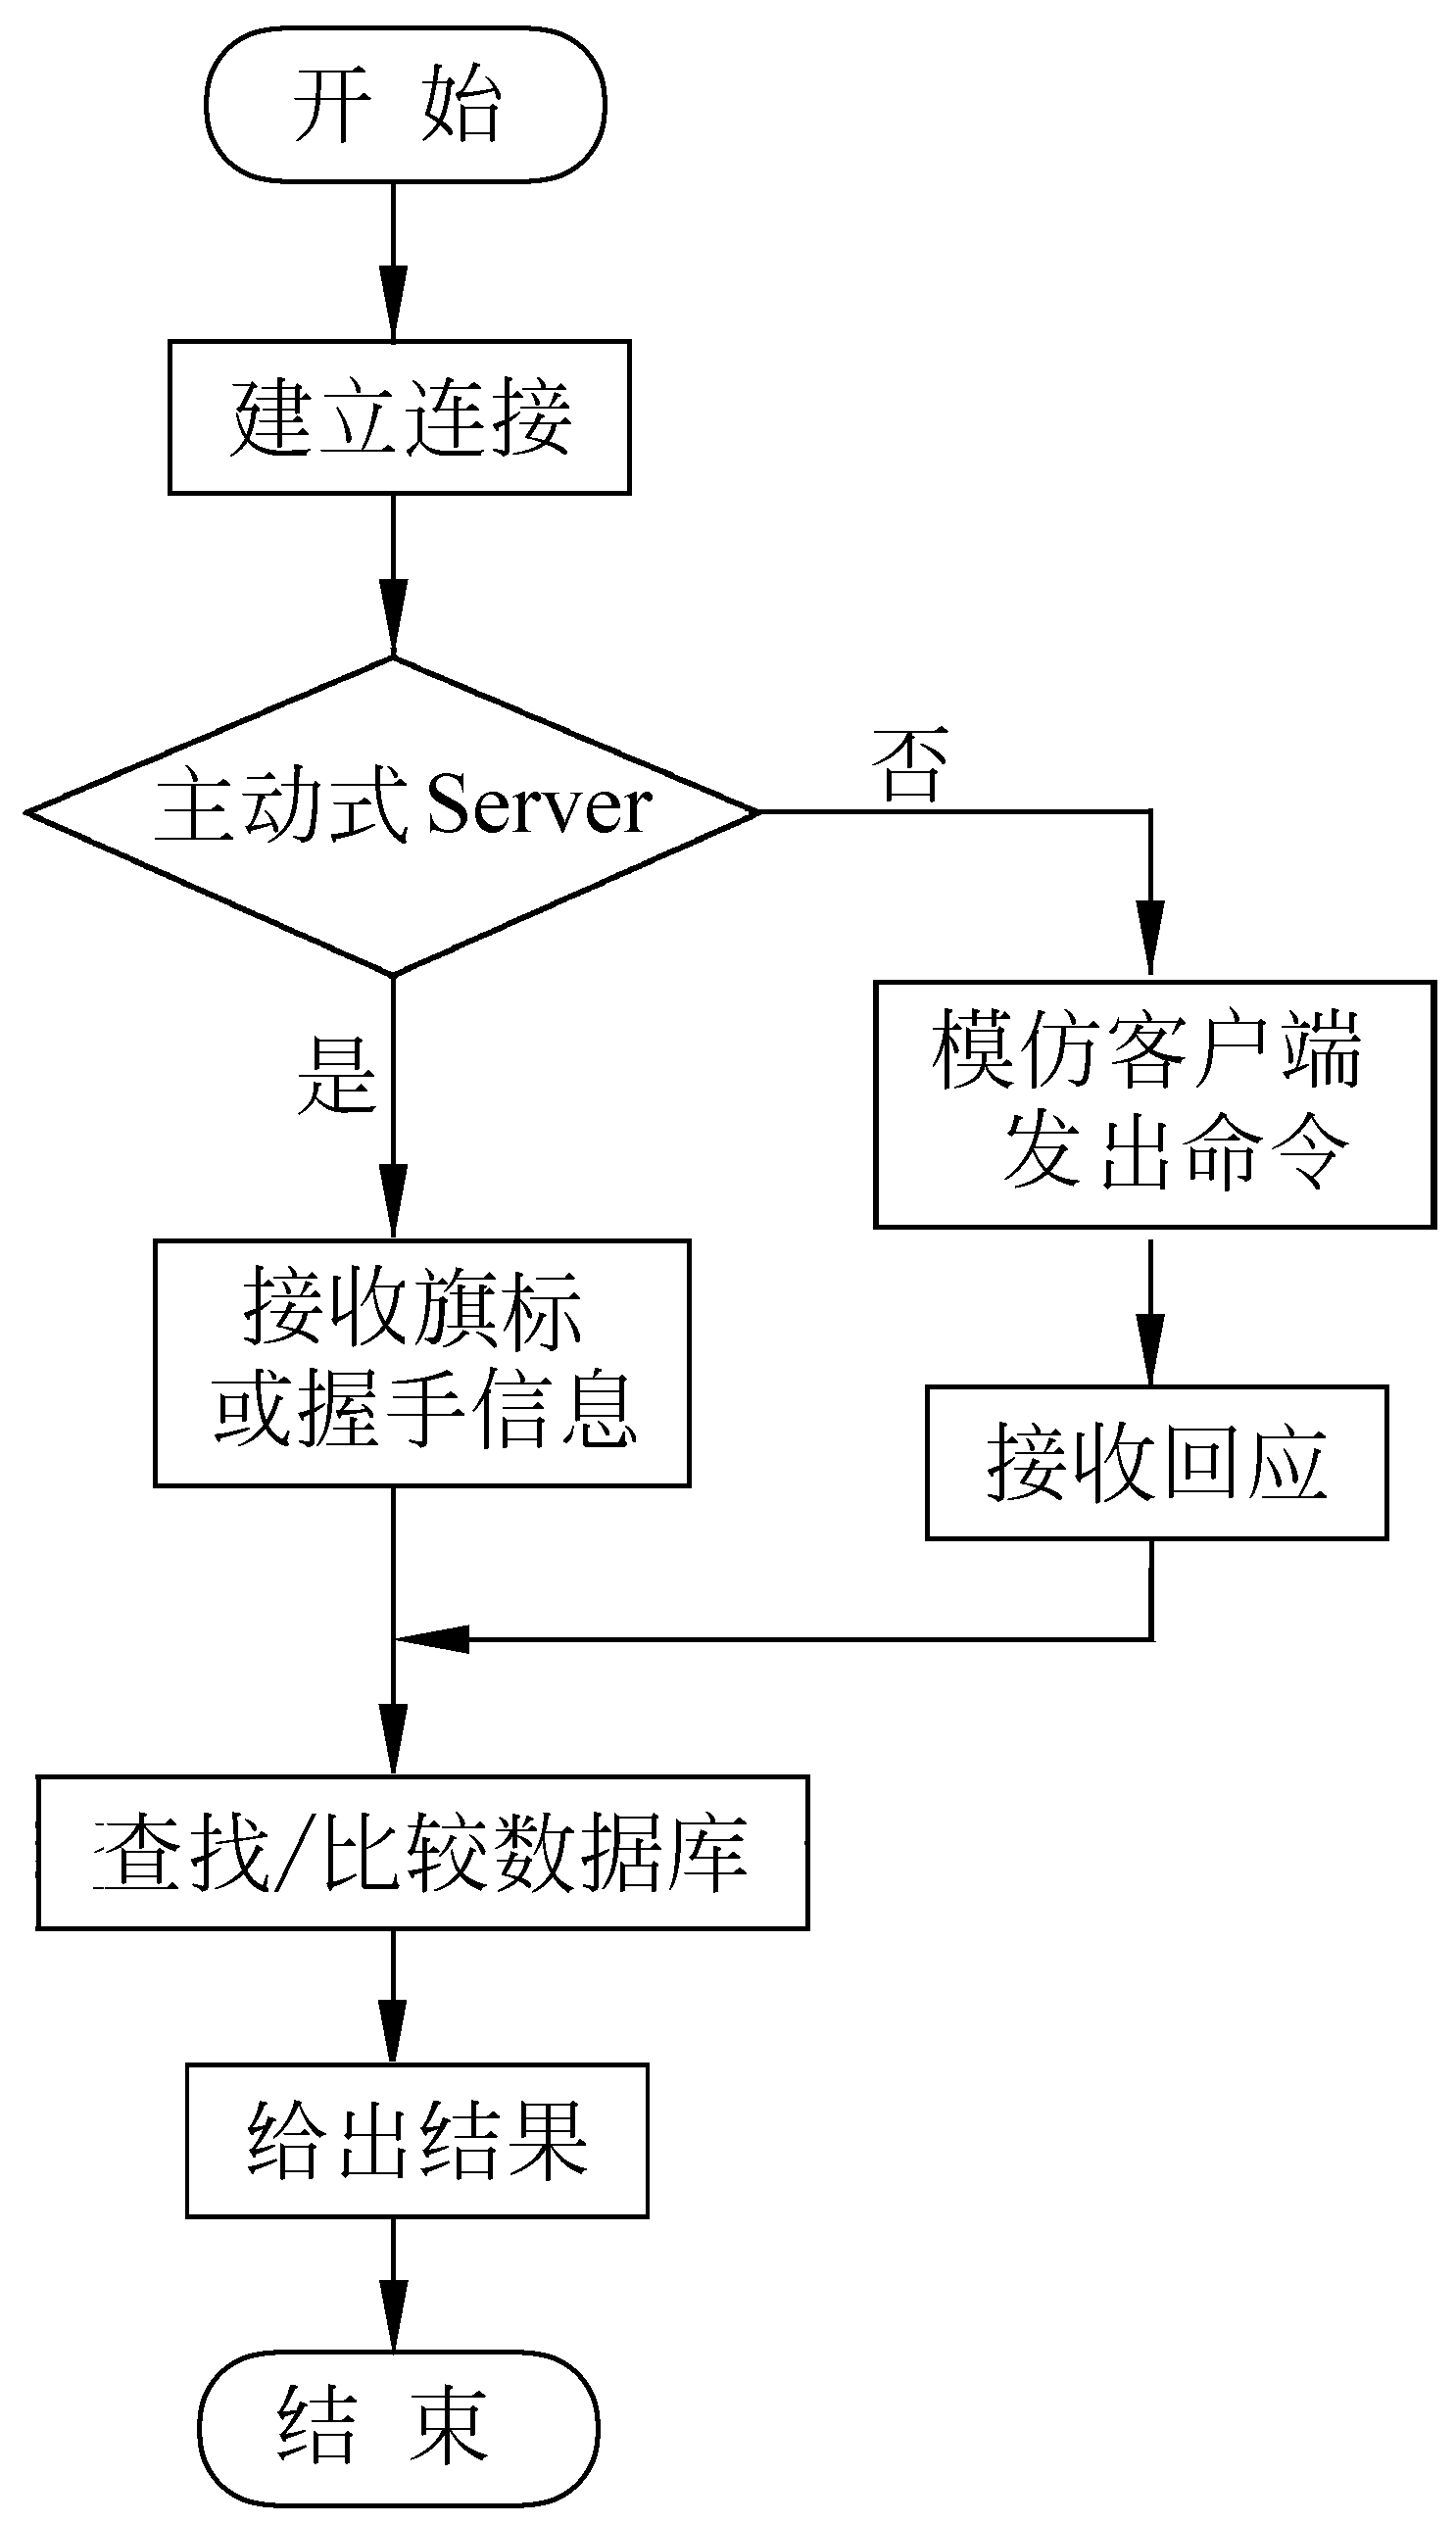 开 始
建立连接
主动式 Server
否
是
模仿客户端
发出命令
接收旗标
或握手信息
接收回应
查找/比较数据库
给出结果
结 束